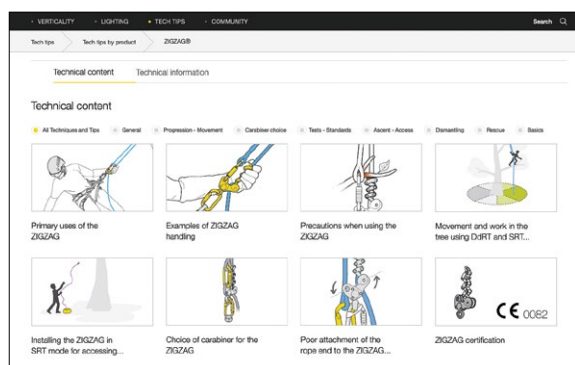 VERTICALITY LIGHTING TECH TIPS COMMUNITY Search
Tech tips Tech tips by product ZIGZAG®
Technical content Technical information
Technical content
All Techniques and Tips General Progression - Movement Carabiner choice Tests - Standards Ascent - Access Dismantling Rescue Basics
Primary uses of the
ZIGZAG
Examples of ZIGZAG
handling
Precautions when using the
ZIGZAG
Movement and work in the
tree using DdRT and SRT...
CE 0082
Installing the ZIGZAG in
SRT mode for accessing...
Choice of carabiner for the
ZIGZAG
Poor attachment of the
rope end to the ZIGZAG...
ZIGZAG certification